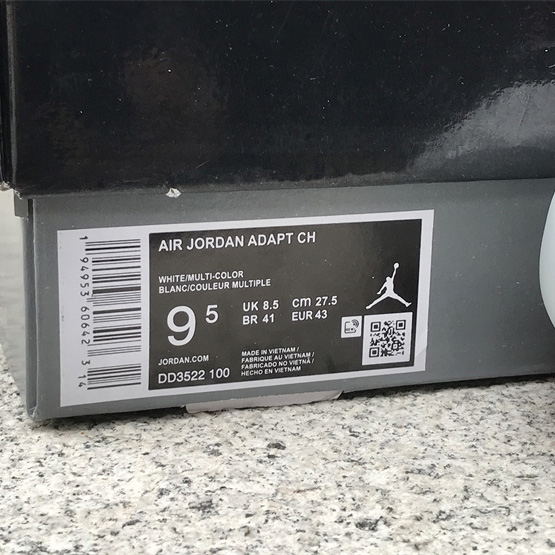 AIR JORDAN ADAPT CH
WHITE/MULTI-COLOR
BLANC/COULEUR MULTIPLE
9 5
UK 8.5 cm 27.5
BR 41 EUR 43
JORDAN.COM
DD3522 100
MADE IN VIETNAM /
FABRIQUE AU VIETNAM /
FABRICADO NO VIETNÃ /
HECHO EN VIETNAM
1 94953 60642 3 14